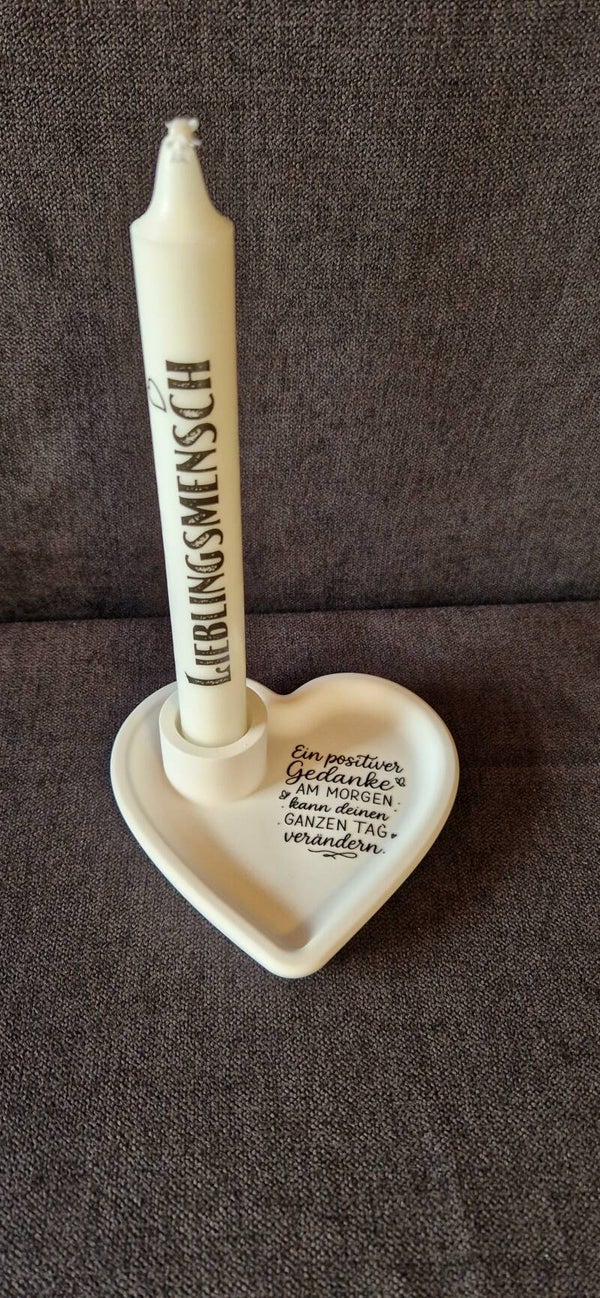 LIEBLINGSMENSCH
Ein positiver
Gedanke
AM MORGEN
kann deinen
GANZEN TAG
verändern.